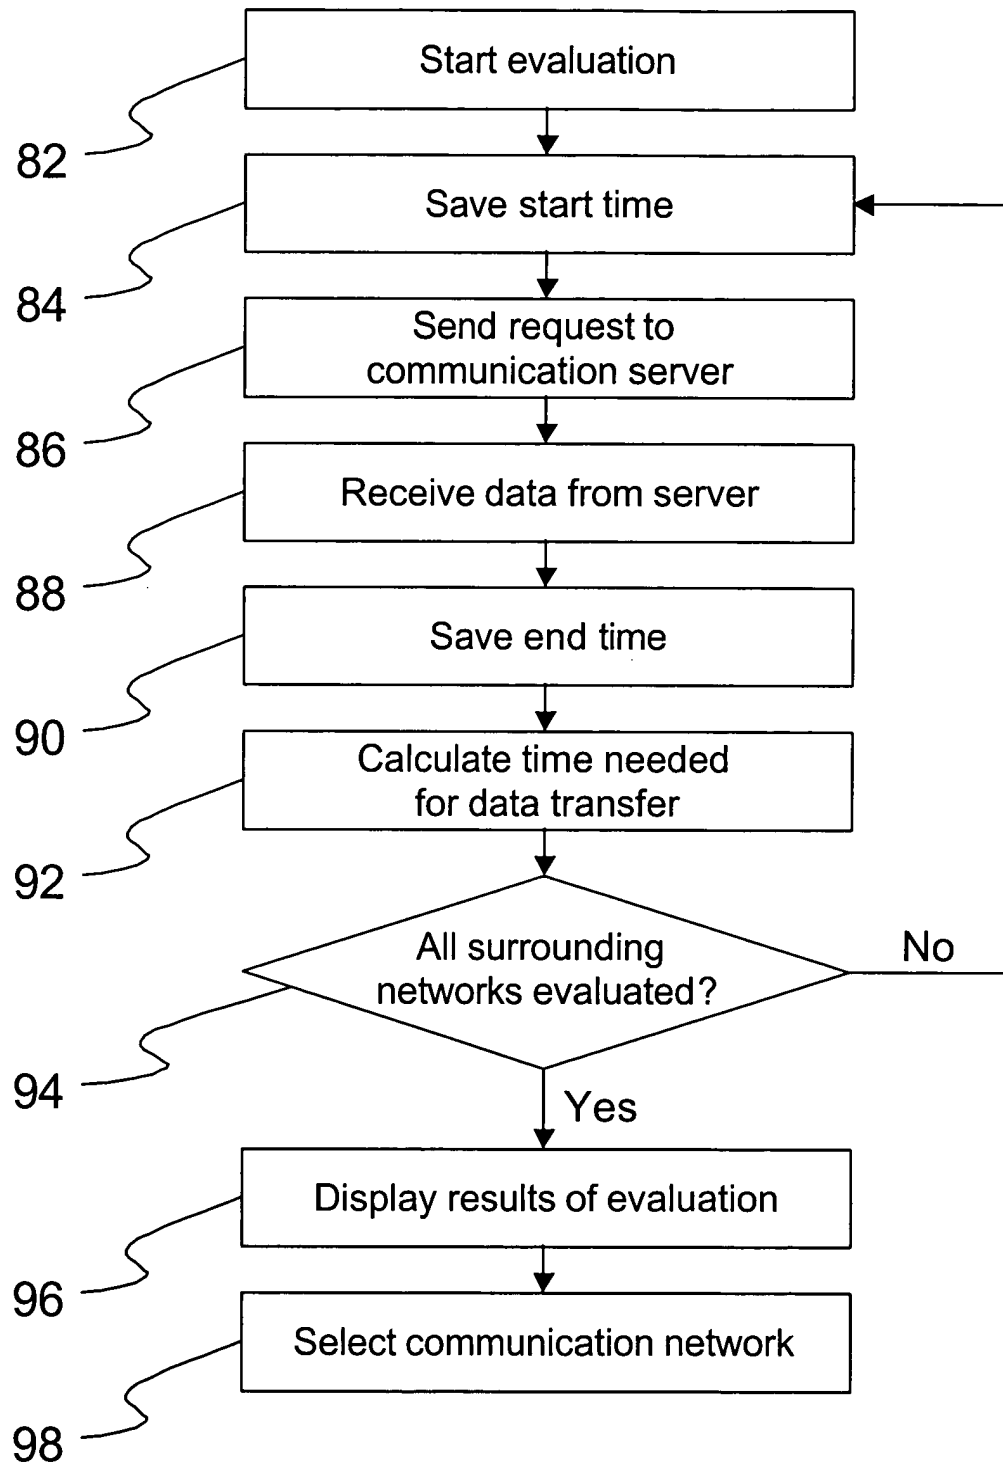 Start evaluation
82
Save start time
84
Send request to
communication server
86
Receive data from server
88
Save end time
90
Calculate time needed
for data transfer
92
All surrounding
networks evaluated?
No
94
Yes
Display results of evaluation
96
Select communication network
98